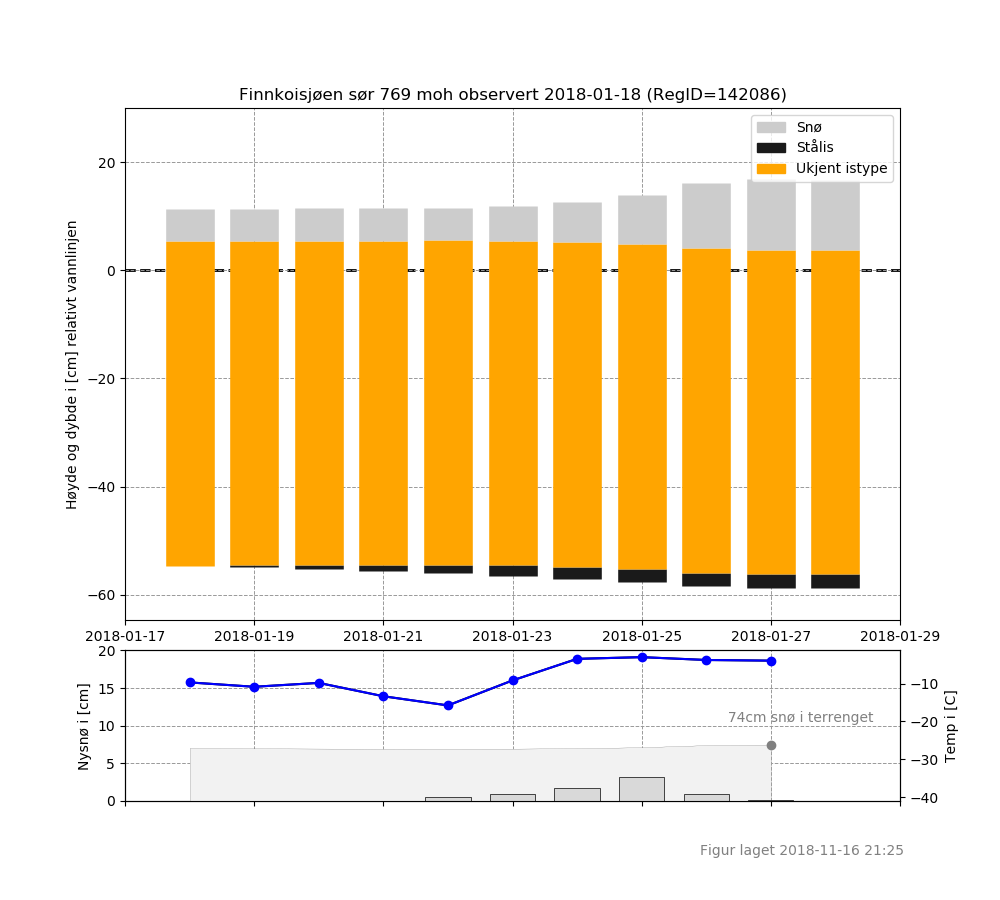 Finnkoisjøen sør 769 moh observert 2018-01-18 (RegID=142086)
Snø
Stålis
Ukjent istype
Høyde og dybde i [cm] relativt vannlinjen
20
0
−20
−40
−60
2018-01-17 2018-01-19 2018-01-21 2018-01-23 2018-01-25 2018-01-27 2018-01-29
Nysnø i [cm]
20
15
10
5
0
74cm snø i terrenget
−10
−20
−30
−40
Temp i [C]
Figur laget 2018-11-16 21:25